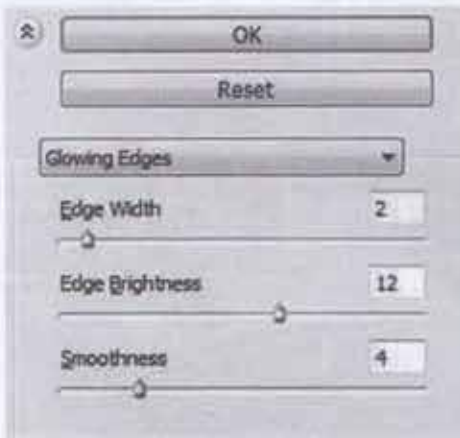 OK
Reset
Glowing Edges
Edge Width 2
Edge Brightness 12
Smoothness 4